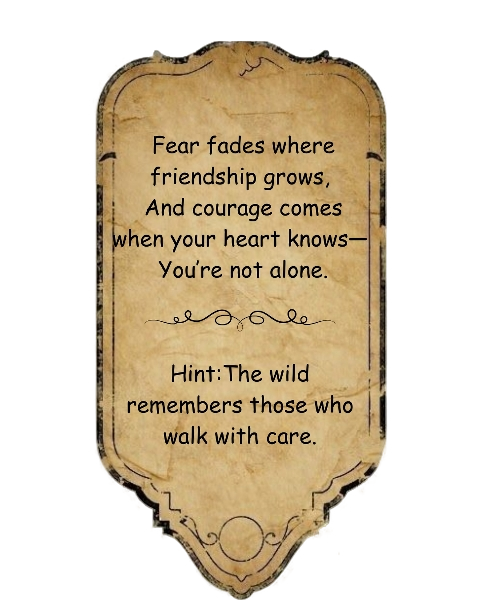 Fear fades where
friendship grows,
And courage comes
when your heart knows—
You’re not alone.
Hint:The wild
remembers those who
walk with care.